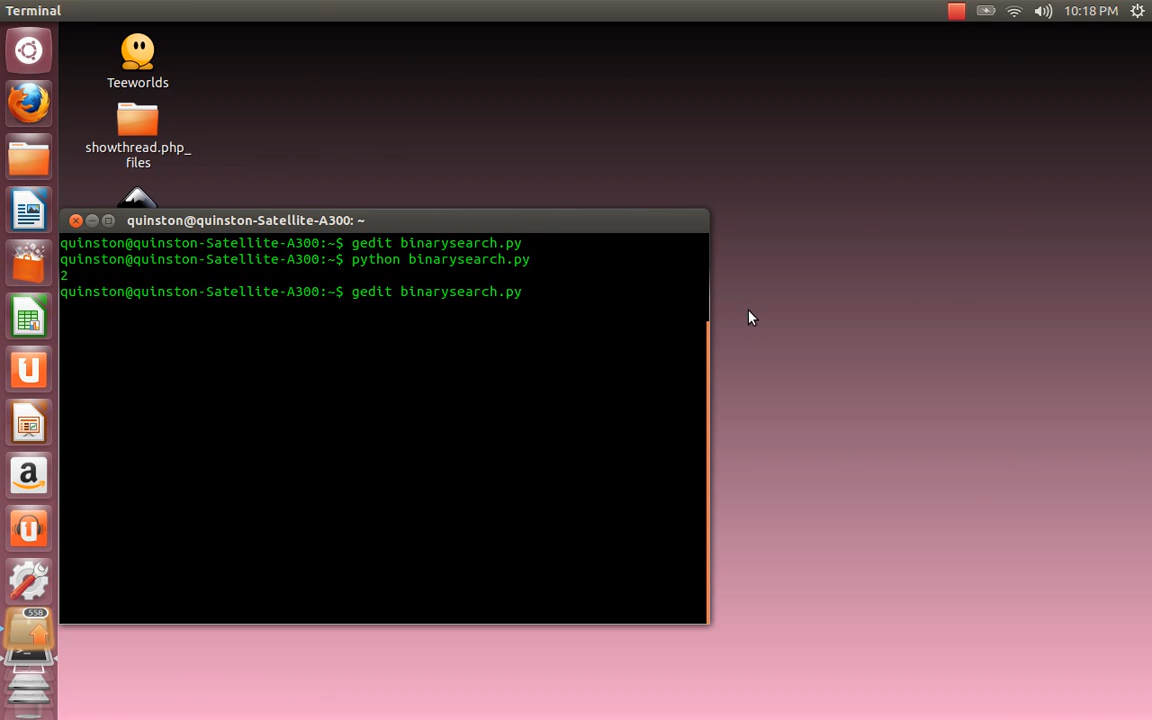 Terminal
10:18 PM
Teeworlds
showthread.php_
files
quinston@quinston-Satellite-A300: ~
quinston@quinston-Satellite-A300:~$ gedit binarysearch.py
quinston@quinston-Satellite-A300:~$ python binarysearch.py
2
quinston@quinston-Satellite-A300:~$ gedit binarysearch.py
558